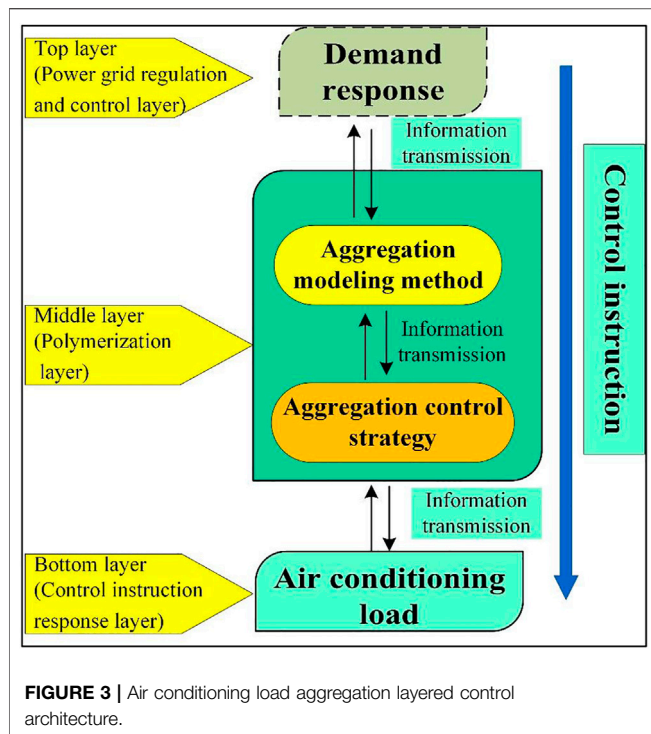 Top layer
(Power grid regulation
and control layer)
Demand
response
Information
transmission
Aggregation
modeling method
Middle layer
(Polymerization
layer)
Information
transmission
Aggregation control
strategy
Information
transmission
Bottom layer
(Control instruction
response layer)
Air conditioning
load
Control instruction
FIGURE 3 | Air conditioning load aggregation layered control
architecture.